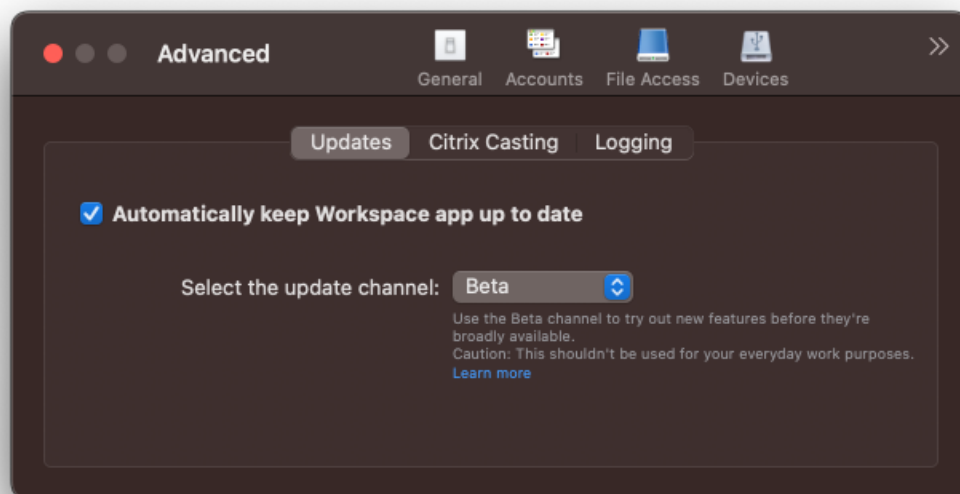 Advanced
General Accounts File Access Devices
Updates Citrix Casting Logging
Automatically keep Workspace app up to date
Select the update channel: Beta
Use the Beta channel to try out new features before they're
broadly available.
Caution: This shouldn't be used for your everyday work purposes.
Learn more